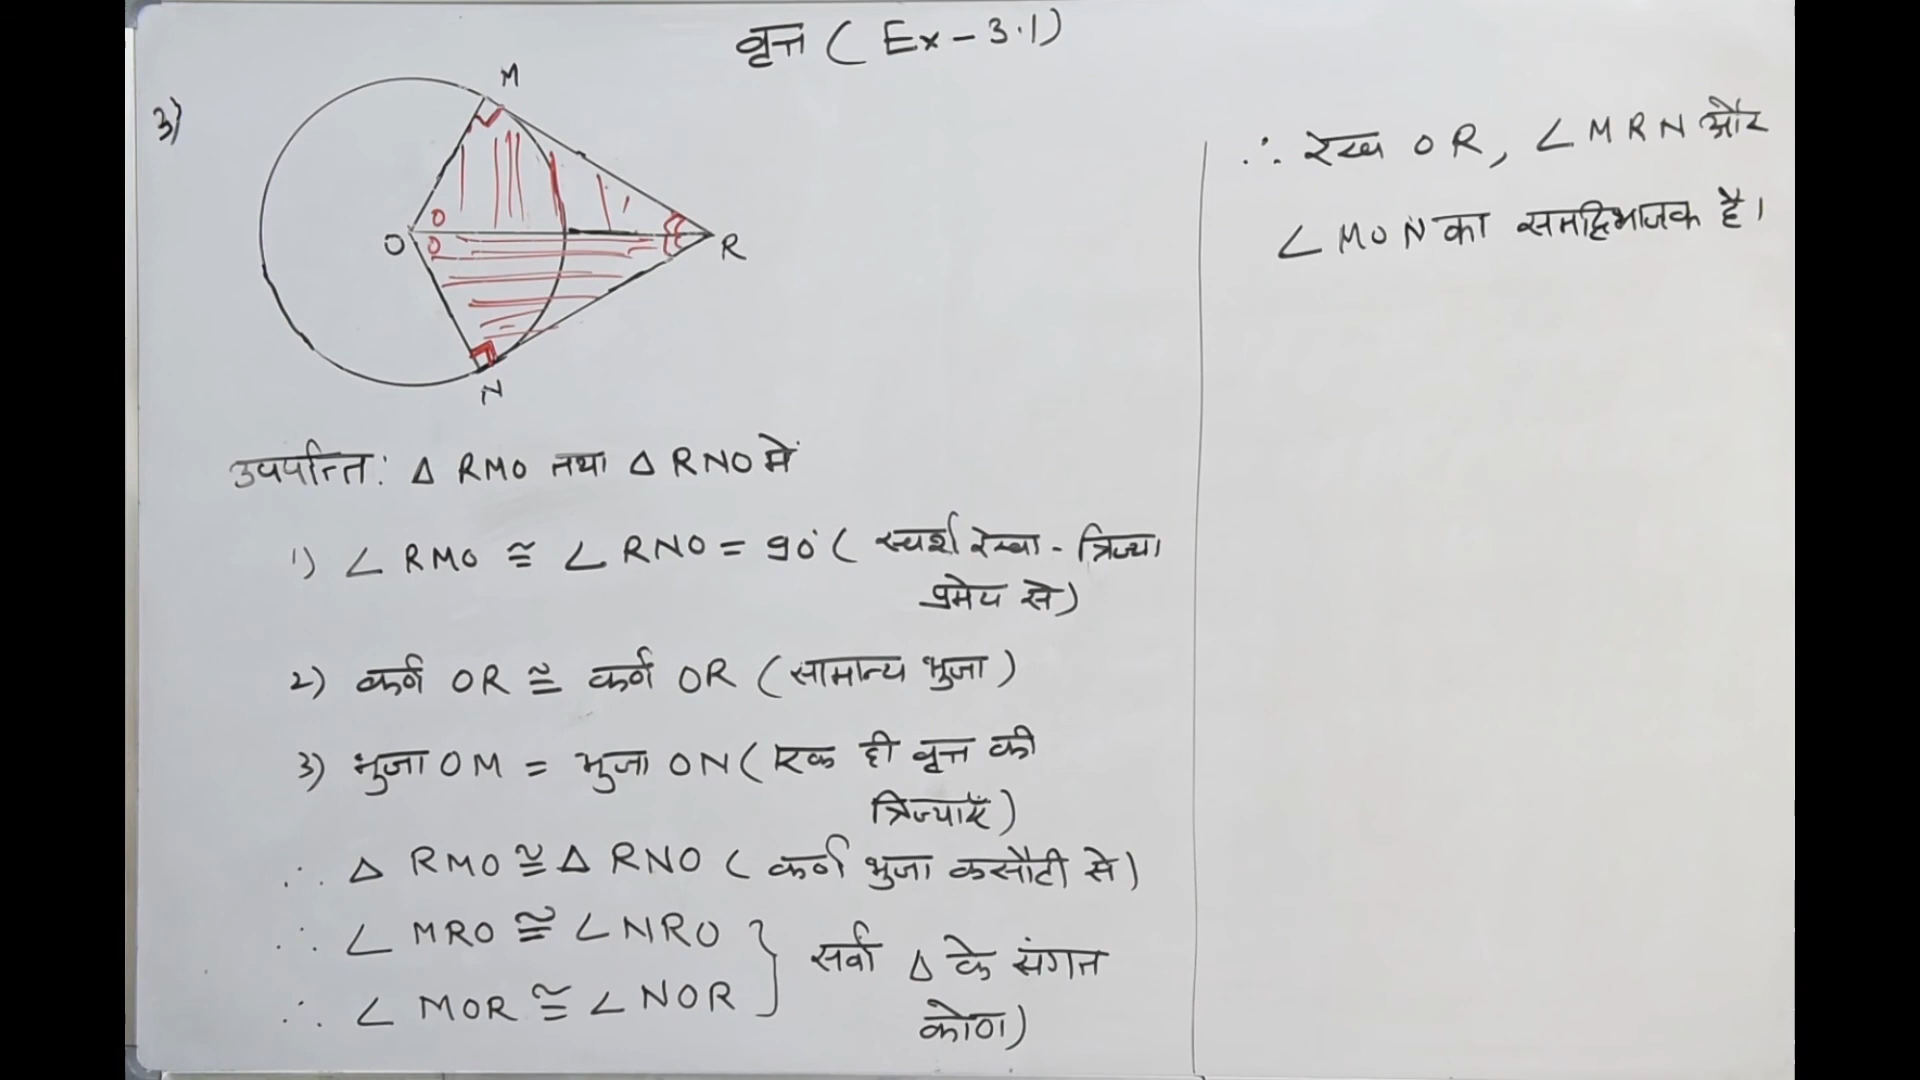 वृत्त ( Ex - 3.1)
3)
M
O
R
N
उपपत्ति: Δ RMO तथा Δ RNO में
1) ∠ RMO ≅ ∠ RNO = 90° ( स्पर्श रेखा - त्रिज्या
प्रमेय से)
2) कर्ण OR ≅ कर्ण OR (सामान्य भुजा)
3) भुजा OM = भुजा ON ( एक ही वृत्त की
त्रिज्याएँ)
∴ Δ RMO ≅ Δ RNO ( कर्ण भुजा कसौटी से)
∴ ∠ MRO ≅ ∠ NRO
∴ ∠ MOR ≅ ∠ NOR } सर्वा Δ के संगत
कोण)
∴ रेख OR, ∠ MRN और
∠ MON का समद्विभाजक है।